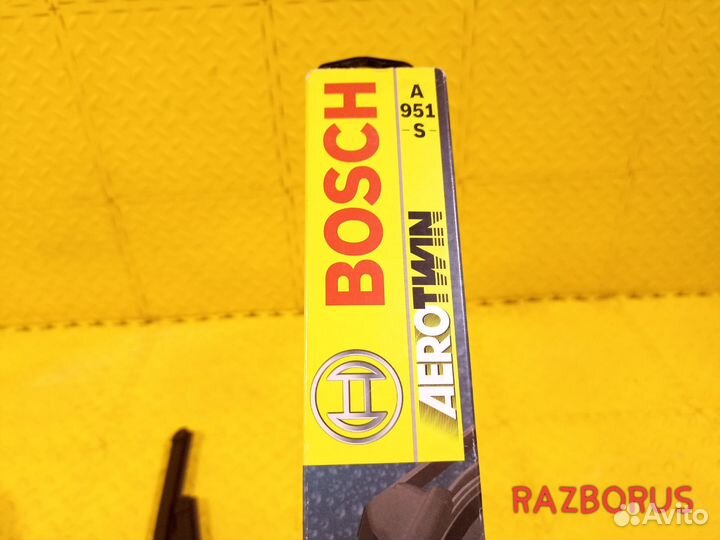 A
951
-S-
BOSCH
AEROTWIN
RAZBORUS
Avito